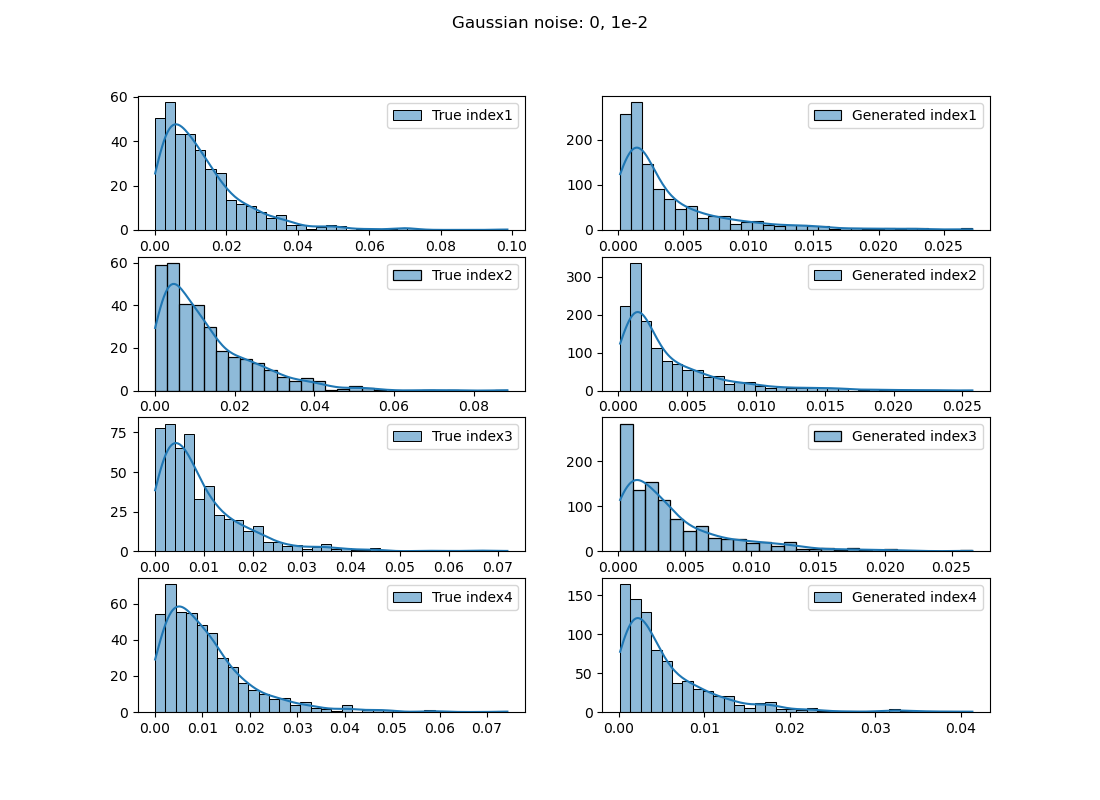 Gaussian noise: 0, 1e-2
60
40
20
0
True index1
0.00 0.02 0.04 0.06 0.08 0.10
200
100
0
Generated index1
0.000 0.005 0.010 0.015 0.020 0.025
60
40
20
0
True index2
0.00 0.02 0.04 0.06 0.08
300
200
100
0
Generated index2
0.000 0.005 0.010 0.015 0.020 0.025
75
50
25
0
True index3
0.00 0.01 0.02 0.03 0.04 0.05 0.06 0.07
200
100
0
Generated index3
0.000 0.005 0.010 0.015 0.020 0.025
60
40
20
0
True index4
0.00 0.01 0.02 0.03 0.04 0.05 0.06 0.07
150
100
50
0
Generated index4
0.00 0.01 0.02 0.03 0.04